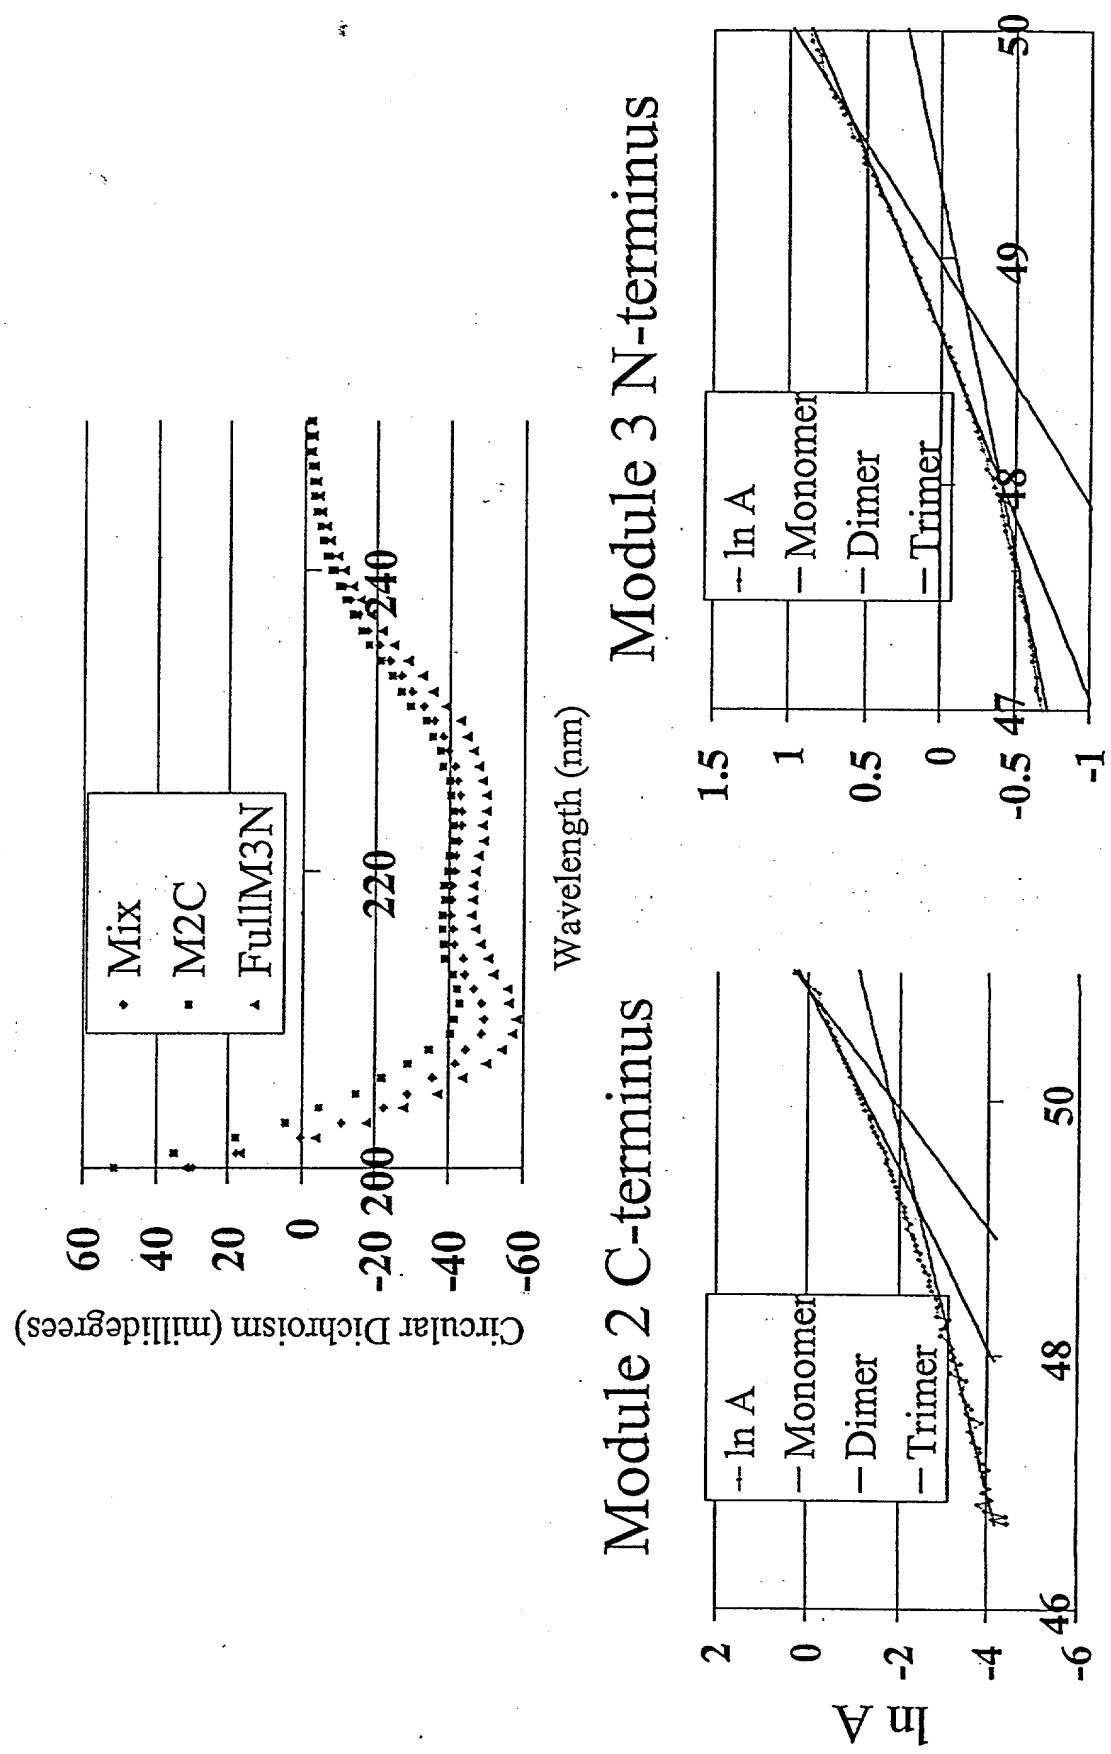 Circular Dichroism (millidegrees)
60
40
20
0
-20
-40
-60
200
220
240
Mix
M2C
FullM3N
Wavelength (nm)
Module 2 C-terminus
ln A
2
0
-2
-4
-6
46
48
50
ln A
Monomer
Dimer
Trimer
Module 3 N-terminus
1.5
1
0.5
0
-0.5
-1
47
48
49
50
ln A
Monomer
Dimer
Trimer